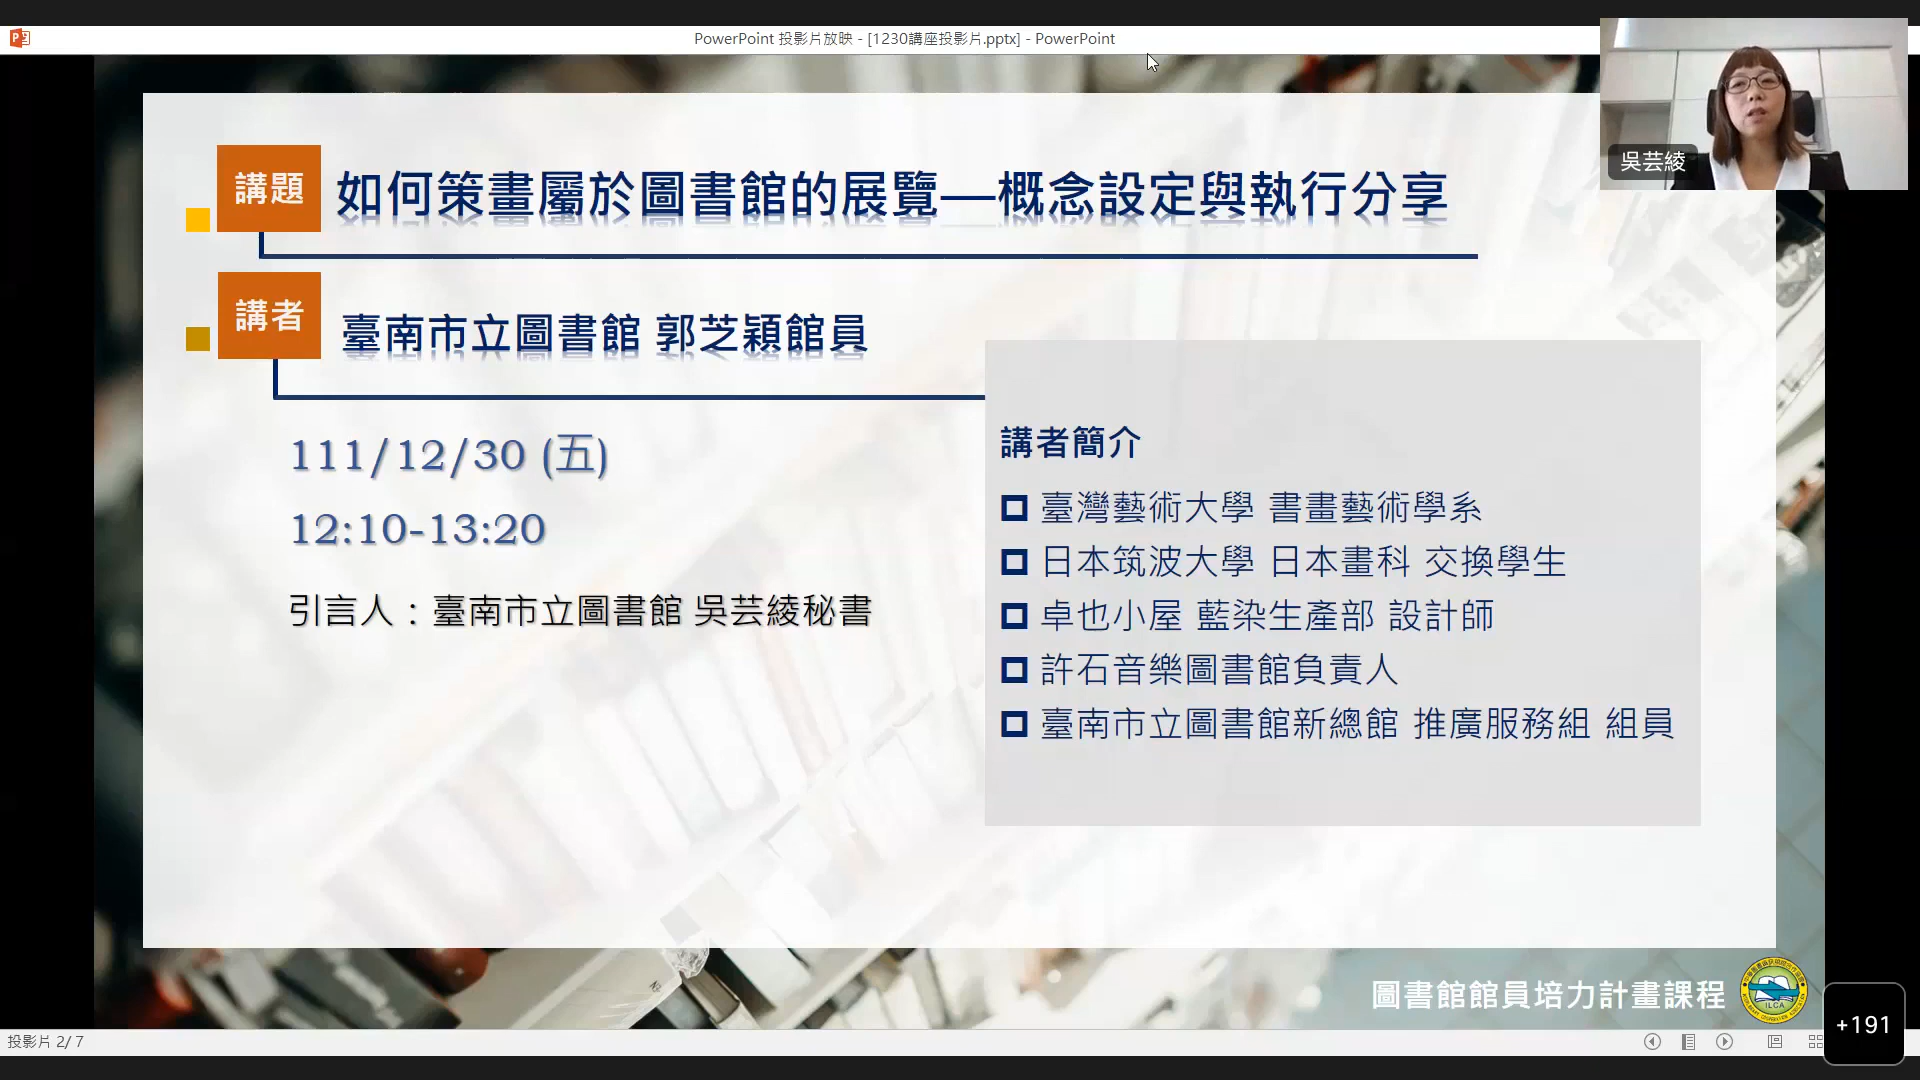 PowerPoint 投影片放映 - [1230講座投影片.pptx] - PowerPoint
吳芸綾
講題
如何策畫屬於圖書館的展覽—概念設定與執行分享
講者
臺南市立圖書館 郭芝穎館員
111/12/30 (五)
12:10-13:20
引言人：臺南市立圖書館 吳芸綾秘書
講者簡介
臺灣藝術大學 書畫藝術學系
日本筑波大學 日本畫科 交換學生
卓也小屋 藍染生產部 設計師
許石音樂圖書館負責人
臺南市立圖書館新總館 推廣服務組 組員
圖書館館員培力計畫課程
ILCA
+191
投影片 2/ 7